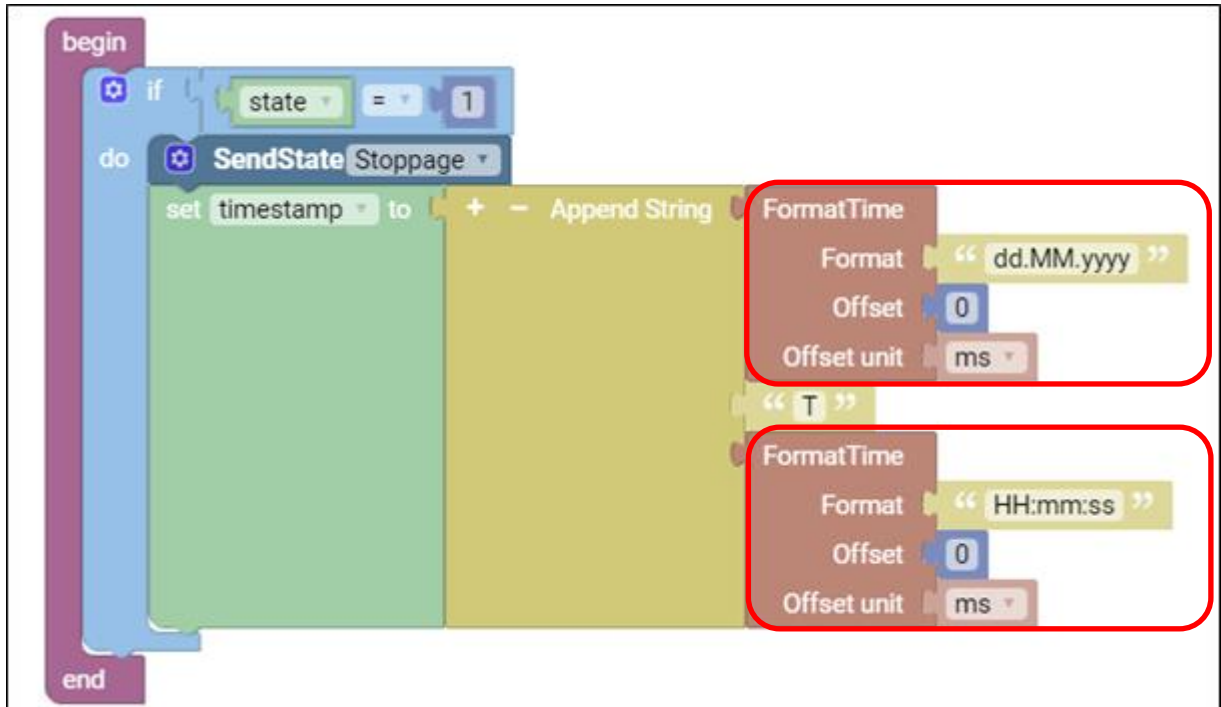 begin
if state = 1
do SendState Stoppage
set timestamp to + − Append String FormatTime
Format “ dd.MM.yyyy ”
Offset 0
Offset unit ms
“ T ”
FormatTime
Format “ HH:mm:ss ”
Offset 0
Offset unit ms
end